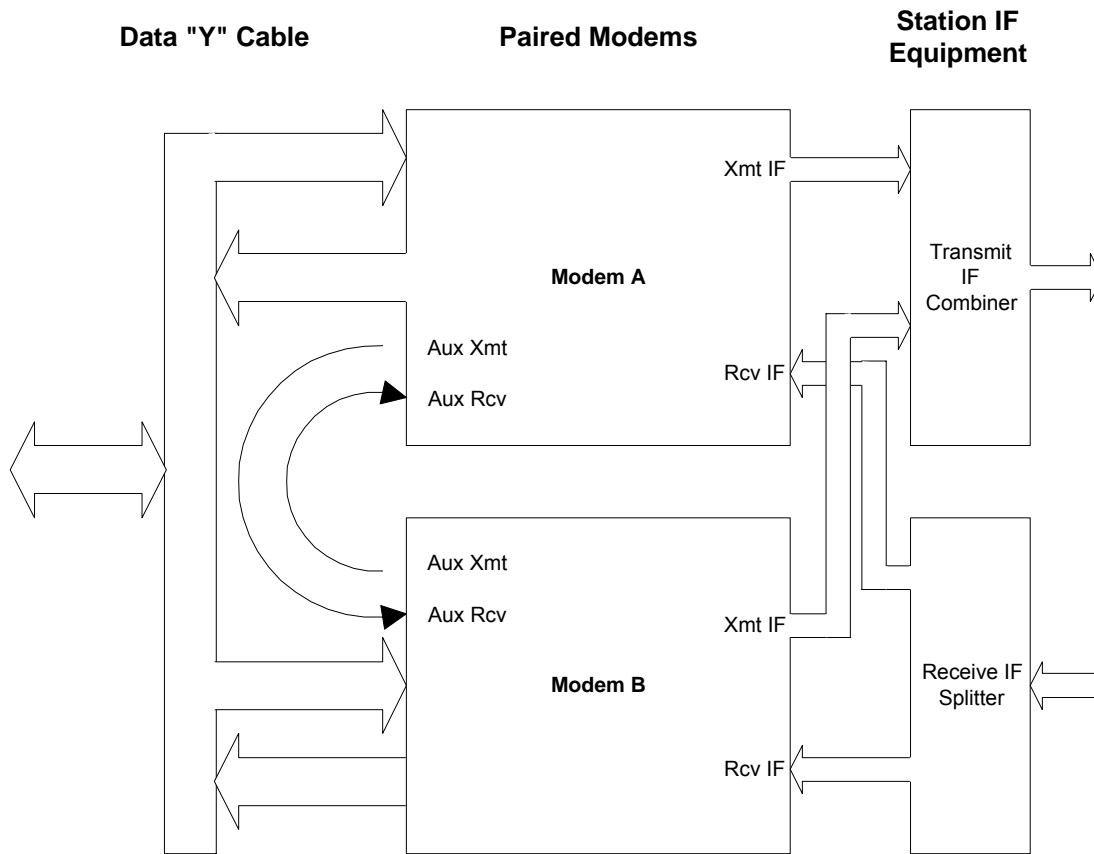 Data "Y" Cable
Paired Modems
Station IF
Equipment
Xmt IF
Modem A
Aux Xmt
Aux Rcv
Rcv IF
Transmit
IF
Combiner
Aux Xmt
Aux Rcv
Xmt IF
Modem B
Rcv IF
Receive IF
Splitter